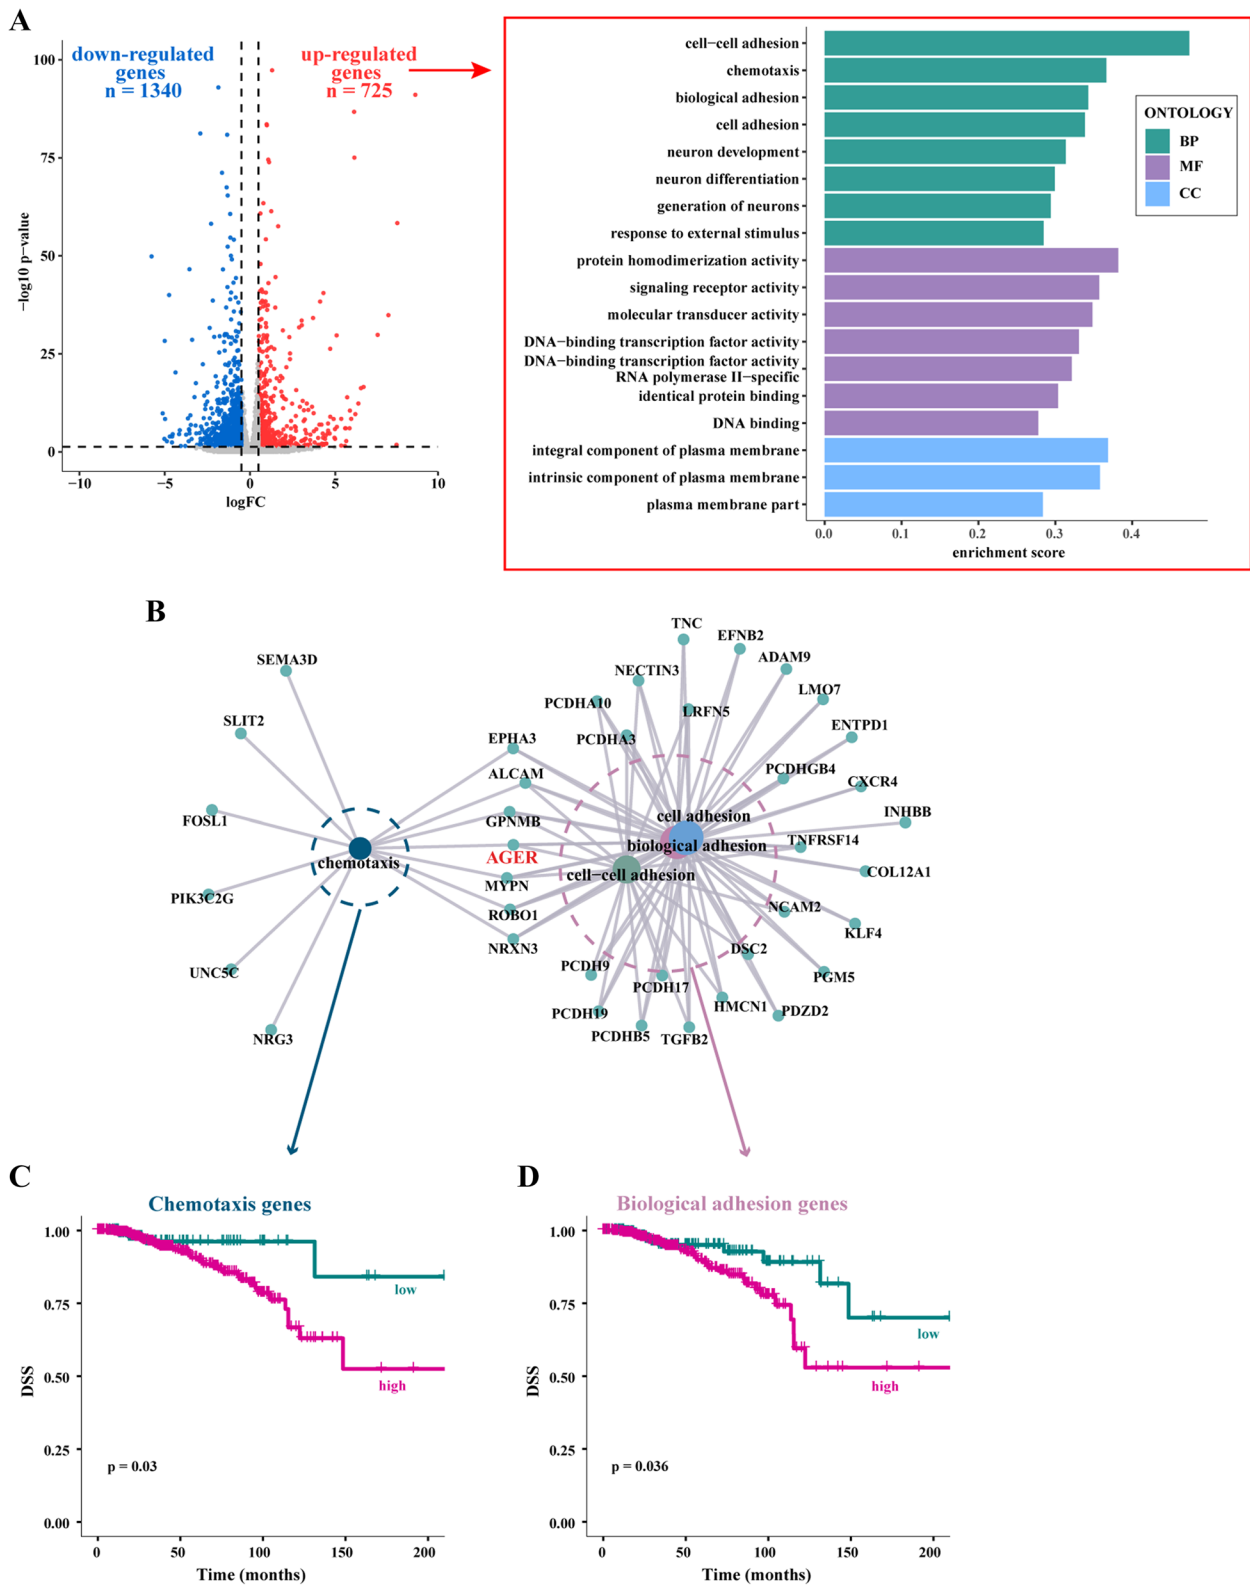 A
down-regulated
genes
n = 1340
up-regulated
genes
n = 725
100
75
50
25
0
−log10 p-value
−10
−5
0
5
10
logFC
cell−cell adhesion
chemotaxis
biological adhesion
cell adhesion
neuron development
neuron differentiation
generation of neurons
response to external stimulus
protein homodimerization activity
signaling receptor activity
molecular transducer activity
DNA−binding transcription factor activity
DNA−binding transcription factor activity
RNA polymerase II−specific
identical protein binding
DNA binding
integral component of plasma membrane
intrinsic component of plasma membrane
plasma membrane part
0.0
0.1
0.2
0.3
0.4
enrichment score
ONTOLOGY
BP
MF
CC
B
SEMA3D
SLIT2
FOSL1
PIK3C2G
UNC5C
NRG3
chemotaxis
EPHA3
ALCAM
GPNMB
AGER
MYPN
ROBO1
NRXN3
TNC
EFNB2
ADAM9
NECTIN3
LMO7
PCDHA10
LRFN5
PCDHA3
ENTPD1
PCDHGB4
CXCR4
INHBB
cell adhesion
biological adhesion
TNFRSF14
cell−cell adhesion
COL12A1
NCAM2
KLF4
DSC2
PCDH9
PGM5
PCDH17
HMCN1
PDZD2
PCDH19
PCDHB5
TGFB2
C
Chemotaxis genes
1.00
0.75
0.50
0.25
0.00
DSS
low
high
p = 0.03
0
50
100
150
200
Time (months)
D
Biological adhesion genes
1.00
0.75
0.50
0.25
0.00
DSS
low
high
p = 0.036
0
50
100
150
200
Time (months)